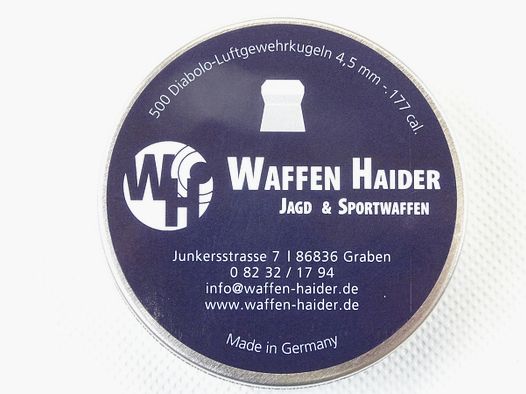 500 Diabolo-Luftgewehrkugeln 4,5 mm -.177 cal.
WH
WAFFEN HAIDER
JAGD & SPORTWAFFEN
Junkersstrasse 7 | 86836 Graben
0 82 32 / 17 94
info@waffen-haider.de
www.waffen-haider.de
Made in Germany